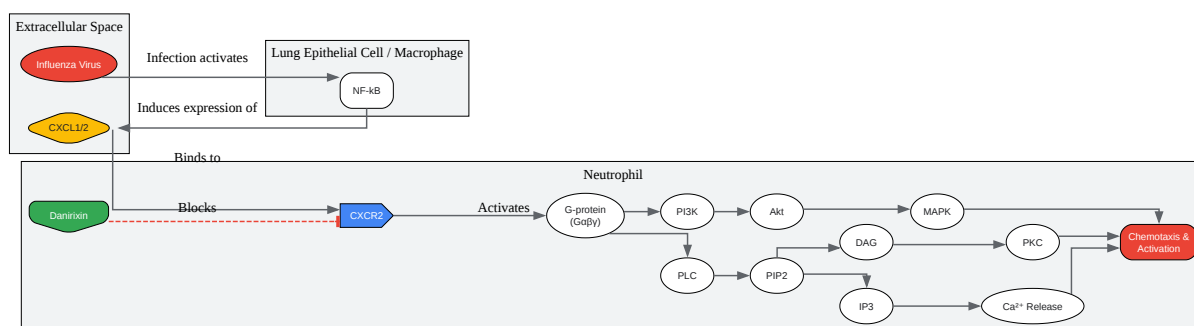 Extracellular Space
Influenza Virus
Infection activates
Lung Epithelial Cell / Macrophage
NF-kB
Induces expression of
CXCL1/2
Binds to
Neutrophil
Danirixin
Blocks
CXCR2
Activates
G-protein
(Gαβγ)
PI3K
Akt
MAPK
Chemotaxis &
Activation
DAG
PKC
PLC
PIP2
IP3
Ca²⁺ Release